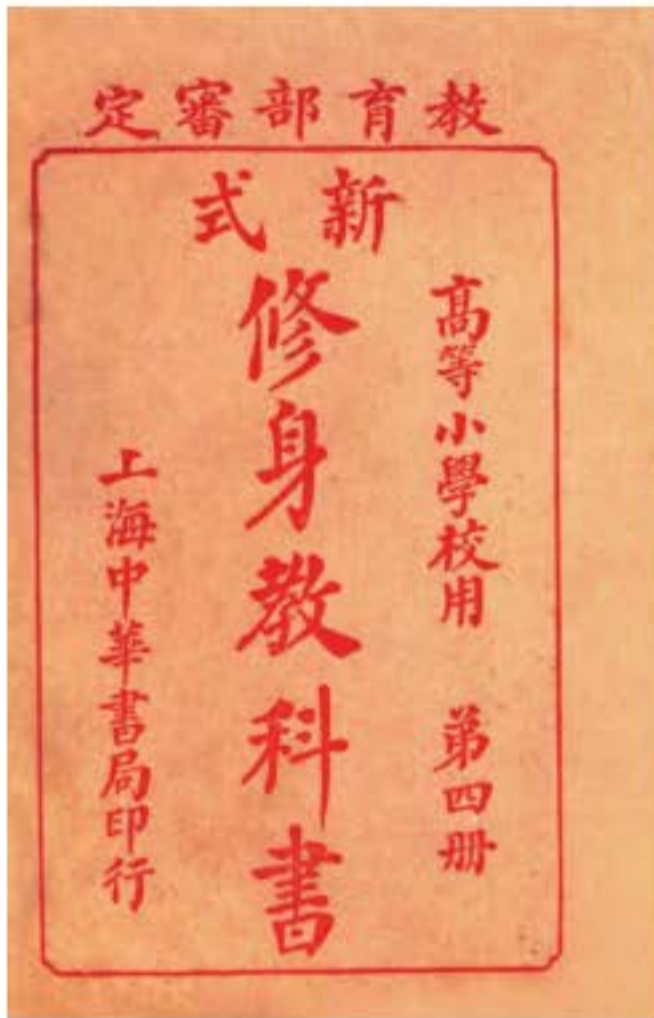 教育部審定
新式
高等小學校用 第四册
修身教科書
上海中華書局印行